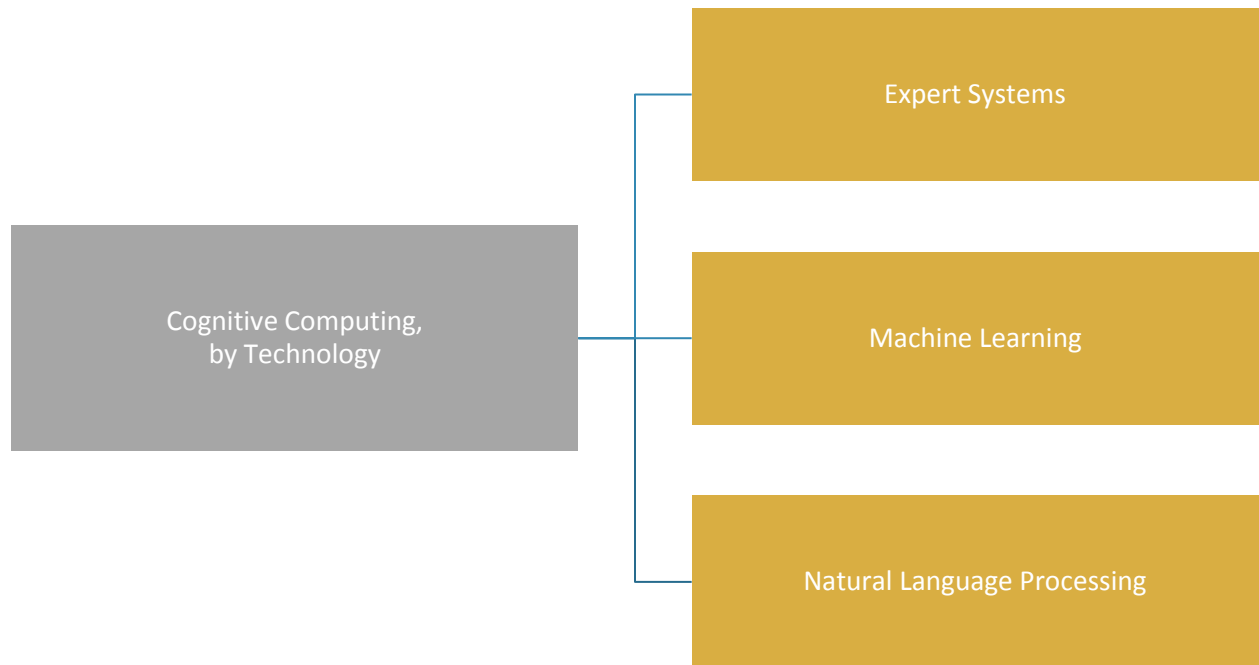 Expert Systems
Cognitive Computing,
by Technology
Machine Learning
Natural Language Processing